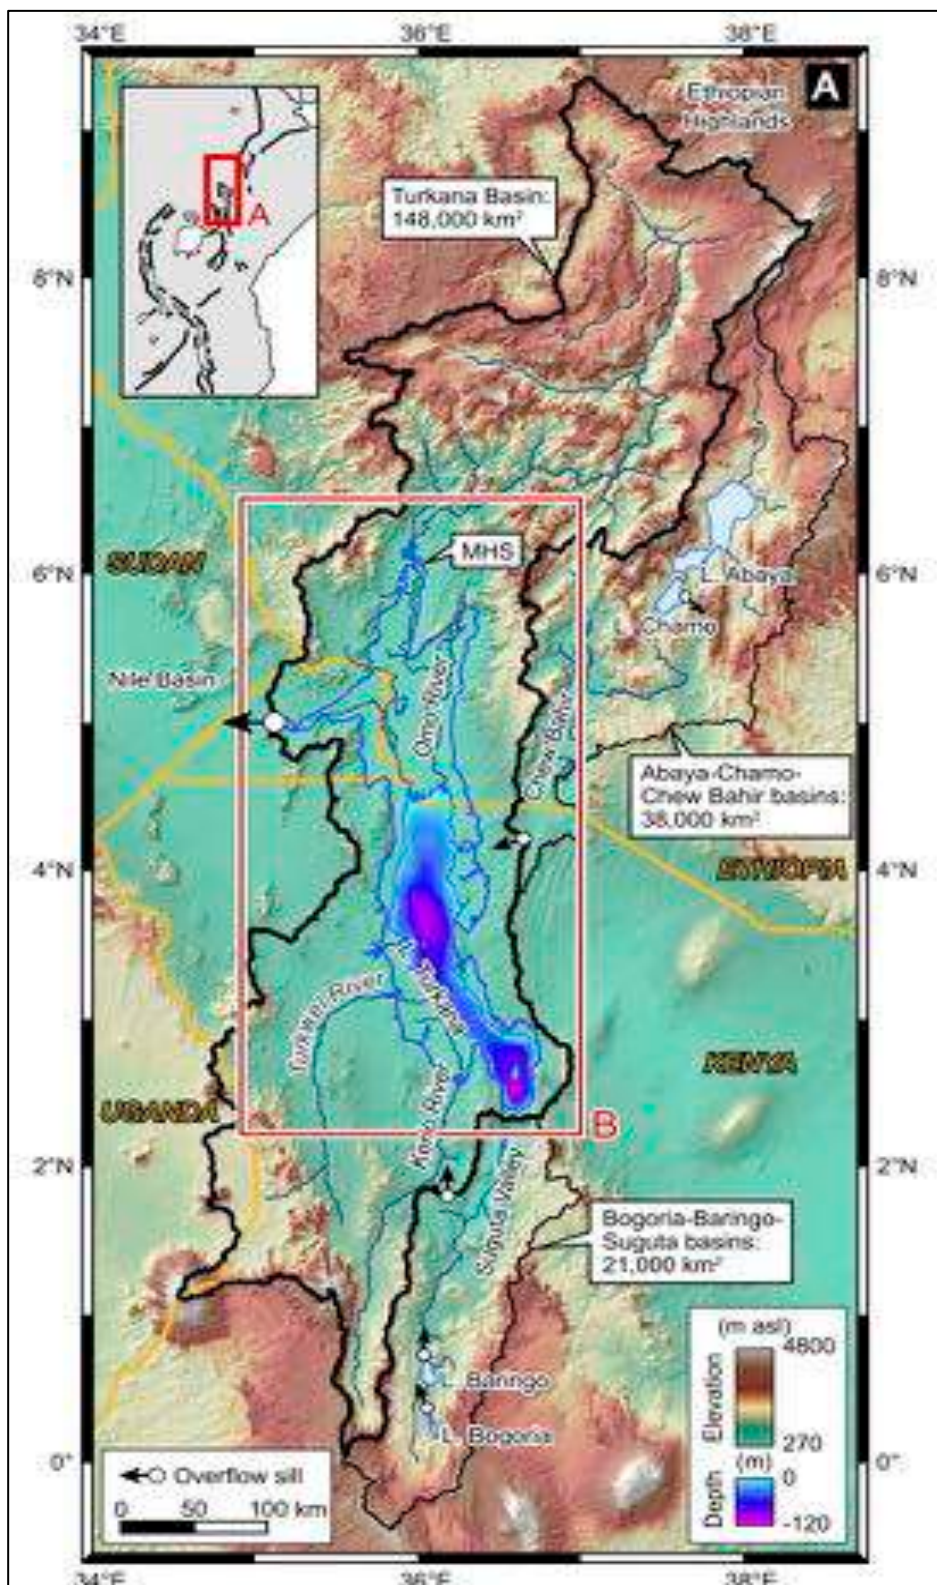 34°E 36°E 38°E
A
Ethiopian
Highlands
A
Turkana Basin:
148,000 km²
8°N 8°N
MHS
SUDAN
6°N 6°N
L. Abaya
L. Chamo
Nile Basin
Omo River
Chew Bahir
Abaya-Chamo-
Chew Bahir basins:
38,000 km²
4°N 4°N
ETHIOPIA
L. Turkana
Turkwel River
KENYA
UGANDA
Kerio River
B
2°N 2°N
Suguta Valley
Bogoria-Baringo-
Suguta basins:
21,000 km²
L. Baringo
L. Bogoria
0° 0°
Overflow sill
0 50 100 km
(m asl)
Elevation
4800
270
(m)
Depth
0
-120
34°E 36°E 38°E